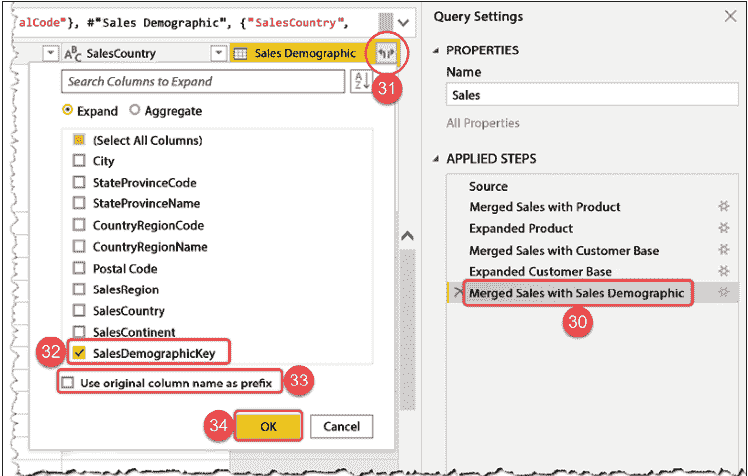 alCode"}, #"Sales Demographic", {"SalesCountry",
ABC SalesCountry
Sales Demographic
31
Search Columns to Expand
AZ
Expand
Aggregate
(Select All Columns)
City
StateProvinceCode
StateProvinceName
CountryRegionCode
CountryRegionName
Postal Code
SalesRegion
SalesCountry
SalesContinent
32
SalesDemographicKey
Use original column name as prefix
33
34
OK
Cancel
Query Settings
PROPERTIES
Name
Sales
All Properties
APPLIED STEPS
Source
Merged Sales with Product
Expanded Product
Merged Sales with Customer Base
Expanded Customer Base
Merged Sales with Sales Demographic
30